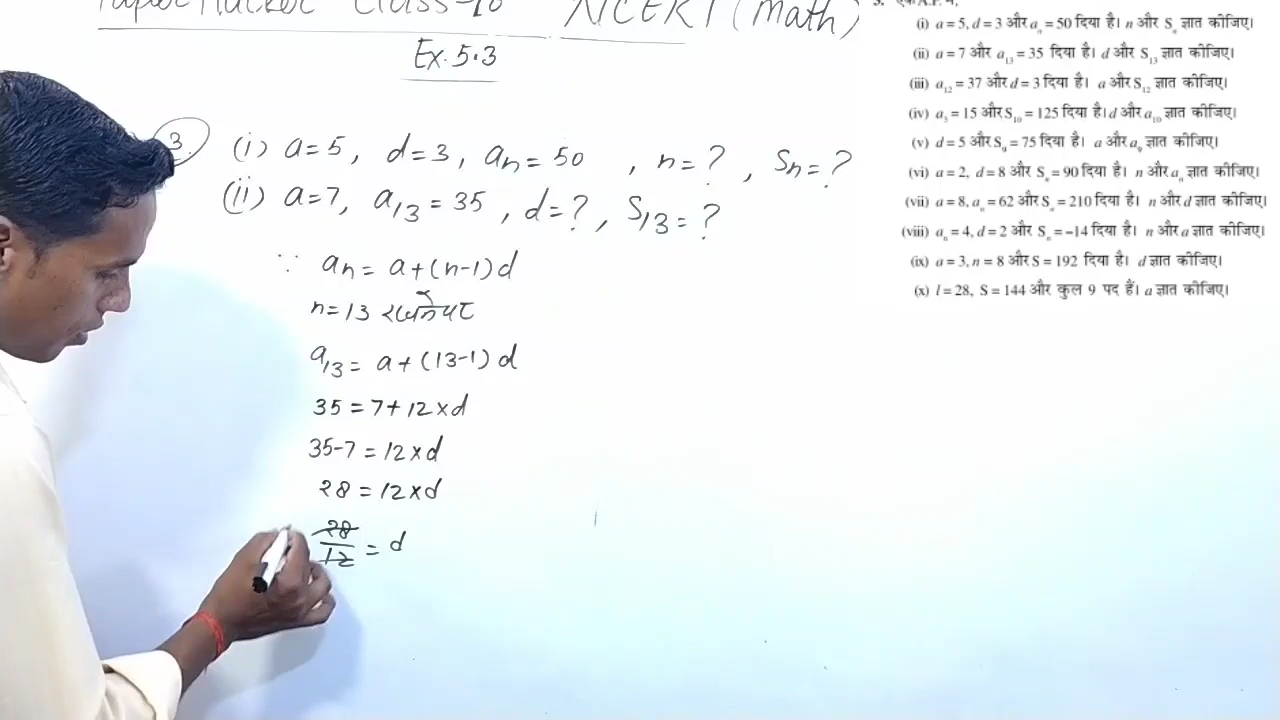 Class-10 NCERT (Math)
Ex. 5.3
3. (i) a=5, d=3, an=50, n=?, Sn=?
(ii) a=7, a13=35, d=?, S13=?
∵ an = a+(n-1)d
n=13 रखने पर
a13 = a+(13-1)d
35 = 7+12×d
35-7 = 12×d
28 = 12×d
28/12 = d
3. एक A.P. में,
(i) a = 5, d = 3 और an = 50 दिया है। n और Sn ज्ञात कीजिए।
(ii) a = 7 और a13 = 35 दिया है। d और S13 ज्ञात कीजिए।
(iii) a12 = 37 और d = 3 दिया है। a और S12 ज्ञात कीजिए।
(iv) a3 = 15 और S10 = 125 दिया है। d और a10 ज्ञात कीजिए।
(v) d = 5 और S9 = 75 दिया है। a और a9 ज्ञात कीजिए।
(vi) a = 2, d = 8 और Sn = 90 दिया है। n और an ज्ञात कीजिए।
(vii) a = 8, an = 62 और Sn = 210 दिया है। n और d ज्ञात कीजिए।
(viii) an = 4, d = 2 और Sn = –14 दिया है। n और a ज्ञात कीजिए।
(ix) a = 3, n = 8 और S = 192 दिया है। d ज्ञात कीजिए।
(x) l = 28, S = 144 और कुल 9 पद हैं। a ज्ञात कीजिए।